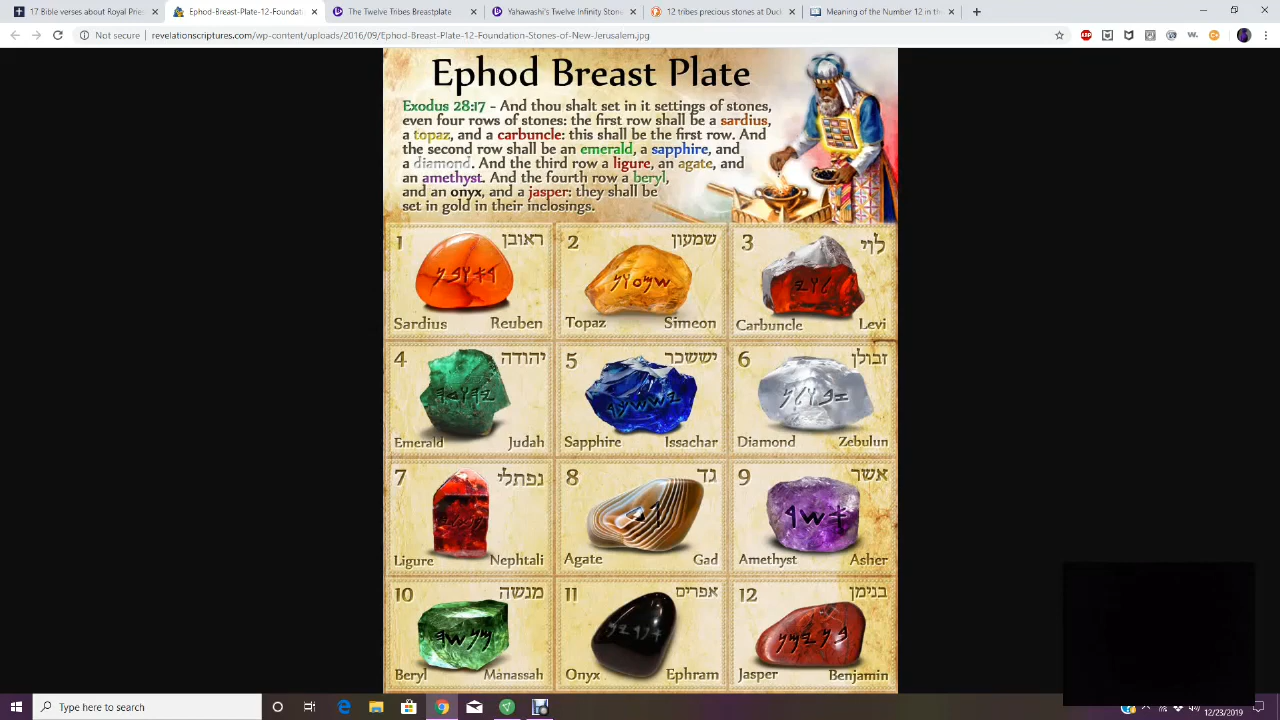 17 Bible verses about Royal Pries
Ephod-Breast-Plate-12-Foundation
The Twelve Tribes and Their
Yahawashi's Twelve Inflicting Stone
12 tribes precious stones of Duck
Meaning of the Number 12 in the
Not secure | revelationscriptures.com/wp-content/uploads/2016/09/Ephod-Breast-Plate-12-Foundation-Stones-of-New-Jerusalem.jpg
Ephod Breast Plate
Exodus 28:17 - And thou shalt set in it settings of stones,
even four rows of stones: the first row shall be a sardius,
a topaz, and a carbuncle: this shall be the first row. And
the second row shall be an emerald, a sapphire, and
a diamond. And the third row a ligure, an agate, and
an amethyst. And the fourth row a beryl,
and an onyx, and a jasper: they shall be
set in gold in their inclosings.
1 ראובן
Sardius Reuben
2 שמעון
Topaz Simeon
3 לוי
Carbuncle Levi
4 יהודה
Emerald Judah
5 יששכר
Sapphire Issachar
6 זבולן
Diamond Zebulun
7 נפתלי
Ligure Nephtali
8 גד
Agate Gad
9 אשר
Amethyst Asher
10 מנשה
Beryl Manassah
11 אפרים
Onyx Ephram
12 בנימן
Jasper Benjamin
Type here to search
12/23/2019